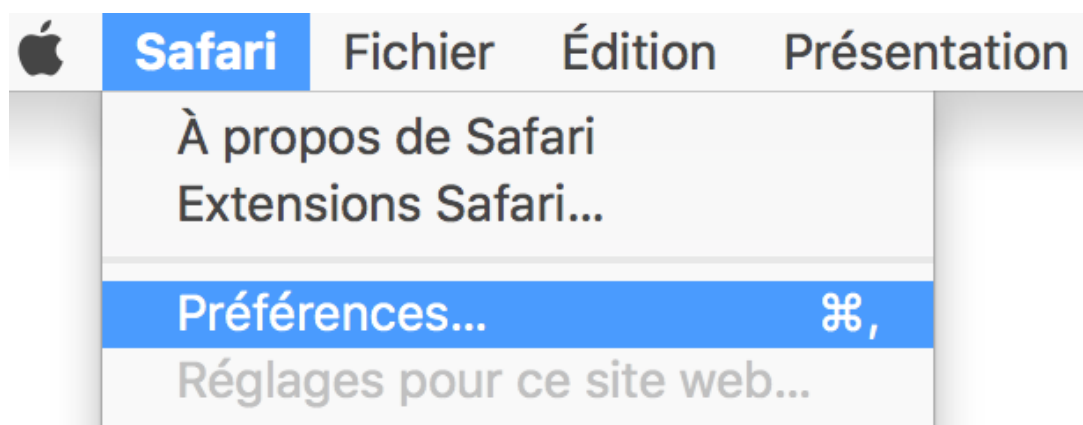 Safari Fichier Édition Présentation
À propos de Safari
Extensions Safari...
Préférences... ⌘,
Réglages pour ce site web...